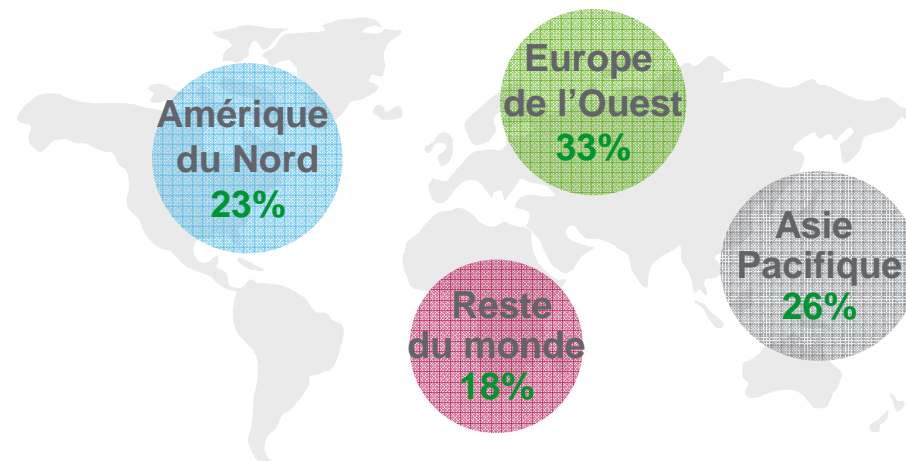 Amérique
du Nord
23%
Europe
de l’Ouest
33%
Asie
Pacifique
26%
Reste
du monde
18%